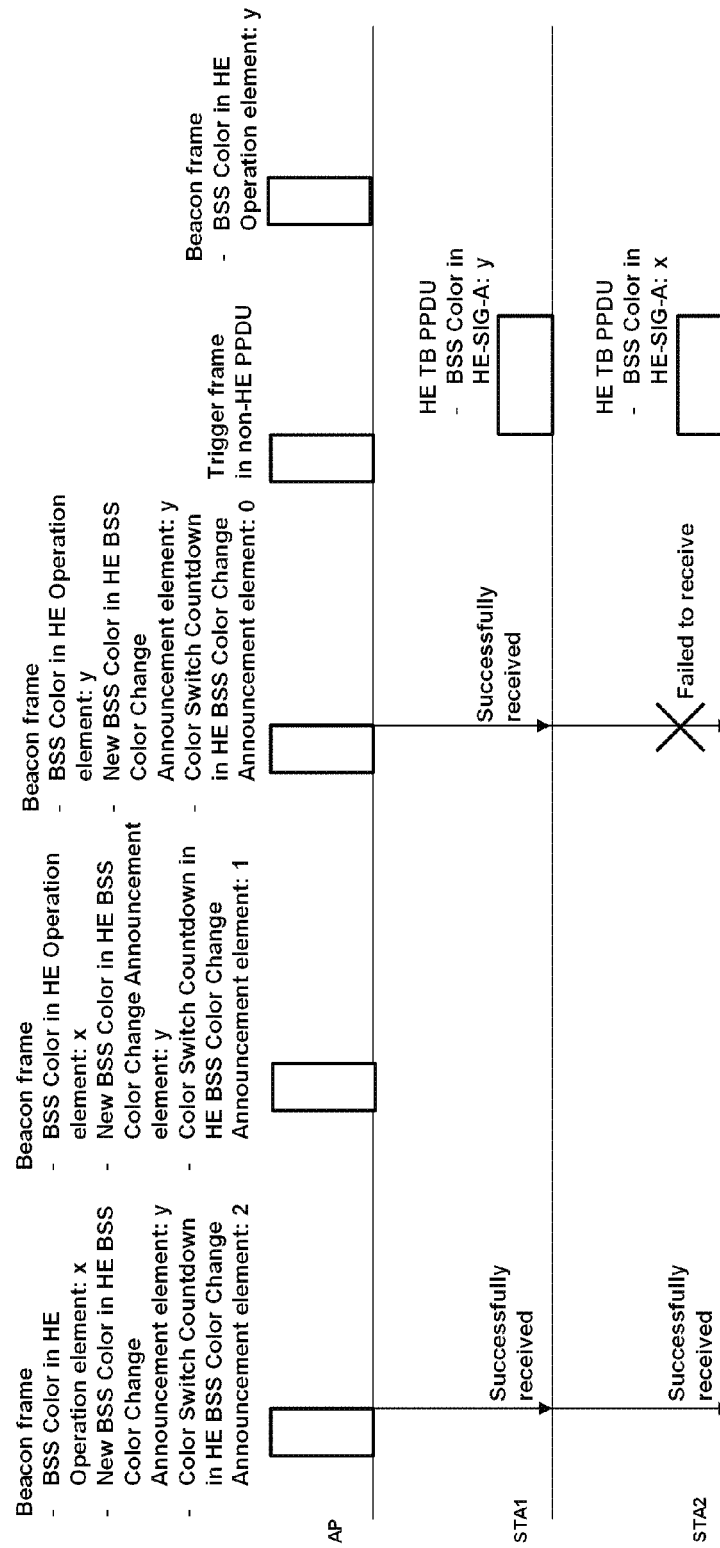 Beacon frame
- BSS Color in HE
Operation element: x
- New BSS Color in HE BSS
Color Change
Announcement element: y
- Color Switch Countdown
in HE BSS Color Change
Announcement element: 2
Beacon frame
- BSS Color in HE Operation
element: x
- New BSS Color in HE BSS
Color Change Announcement
element: y
- Color Switch Countdown in
HE BSS Color Change
Announcement element: 1
Beacon frame
- BSS Color in HE Operation
element: y
- New BSS Color in HE BSS
Color Change
Announcement element: y
- Color Switch Countdown
in HE BSS Color Change
Announcement element: 0
Trigger frame
in non-HE PPDU
Beacon frame
- BSS Color in HE
Operation element: y
AP
Successfully
received
Successfully
received
HE TB PPDU
- BSS Color in
HE-SIG-A: y
STA1
Successfully
received
Failed to receive
HE TB PPDU
- BSS Color in
HE-SIG-A: x
STA2